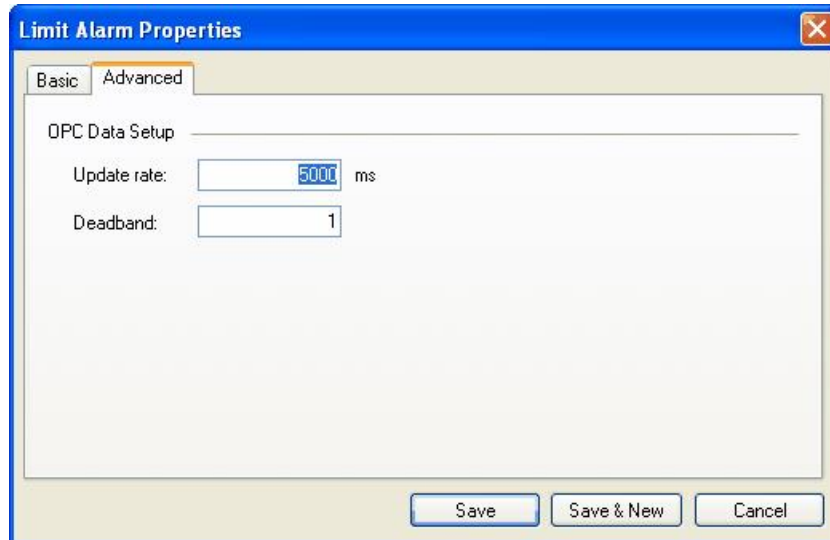 Limit Alarm Properties
Basic Advanced
OPC Data Setup
Update rate: 5000 ms
Deadband: 1
Save Save & New Cancel